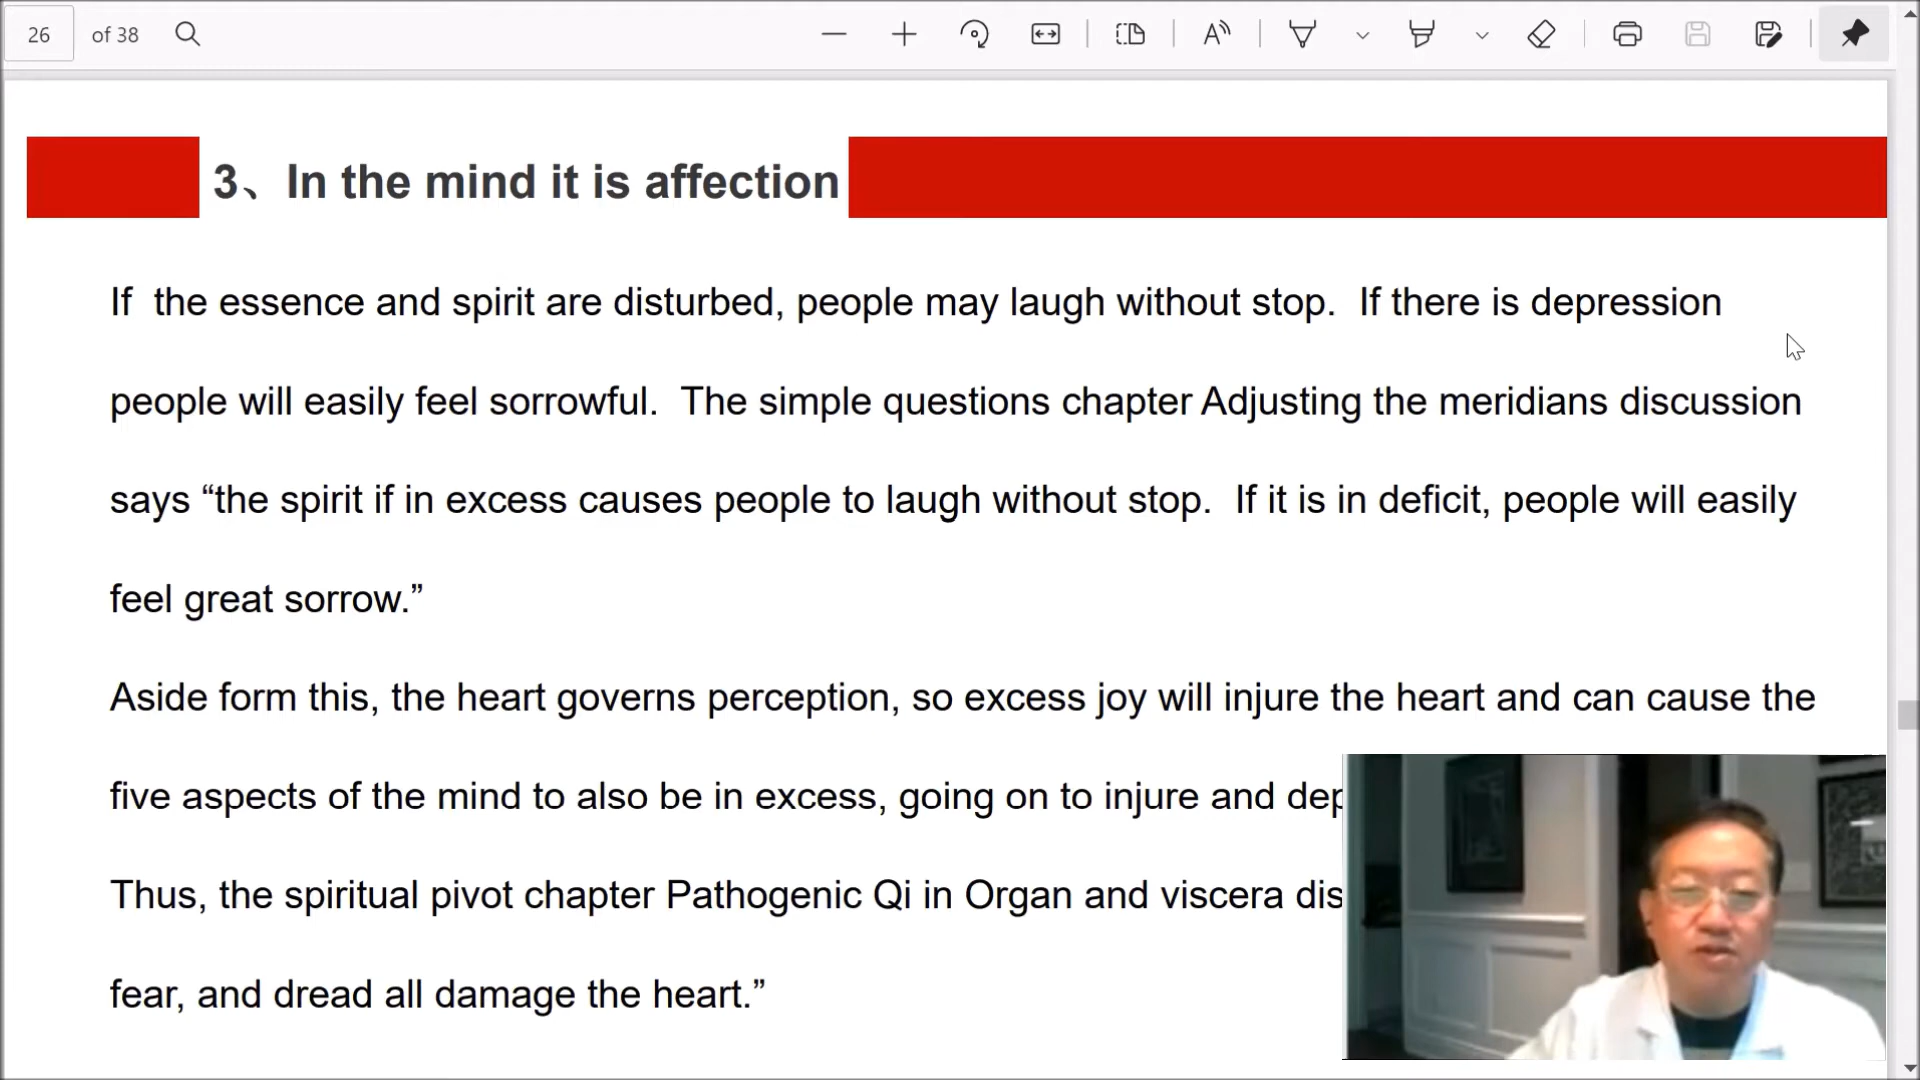 26 of 38
3、In the mind it is affection
If  the essence and spirit are disturbed, people may laugh without stop.  If there is depression
people will easily feel sorrowful.  The simple questions chapter Adjusting the meridians discussion
says “the spirit if in excess causes people to laugh without stop.  If it is in deficit, people will easily
feel great sorrow.”
Aside form this, the heart governs perception, so excess joy will injure the heart and can cause the
five aspects of the mind to also be in excess, going on to injure and
Thus, the spiritual pivot chapter Pathogenic Qi in Organ and viscera
fear, and dread all damage the heart.”